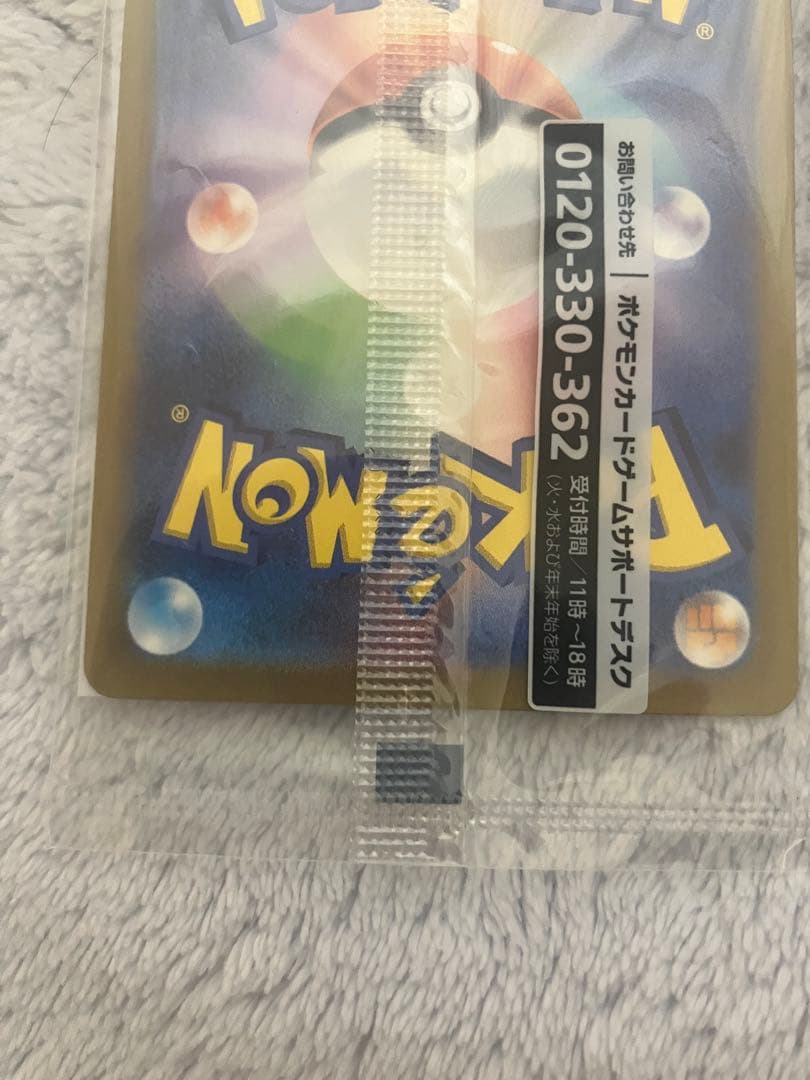 お問い合わせ先 | ポケモンカードゲームサポートデスク
0120-330-362 受付時間／11時～18時
(火・水および年末年始を除く)
POKéMON
®
®